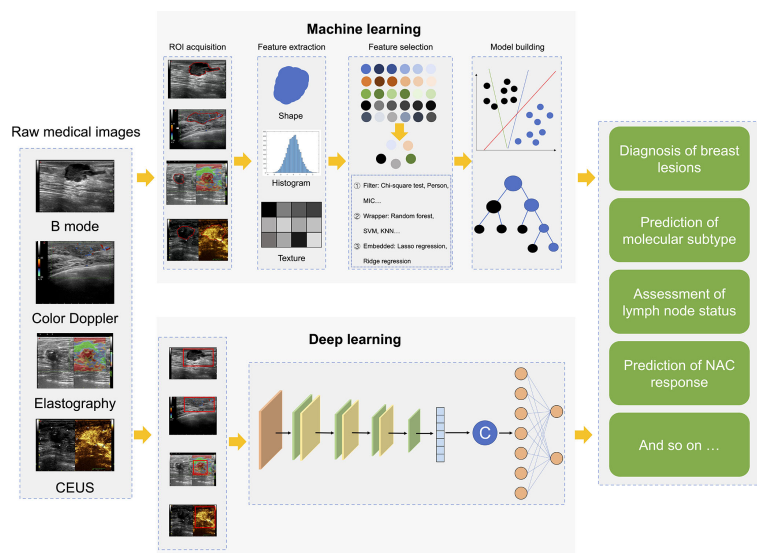 Machine learning
ROI acquisition
Feature extraction
Feature selection
Model building
Shape
Histogram
Texture
① Filter: Chi-square test, Person,
MIC…
② Wrapper: Random forest,
SVM, KNN…
③ Embedded: Lasso regression,
Ridge regression
Raw medical images
B mode
Color Doppler
Elastography
CEUS
Deep learning
C
Diagnosis of breast
lesions
Prediction of
molecular subtype
Assessment of
lymph node status
Prediction of NAC
response
And so on …